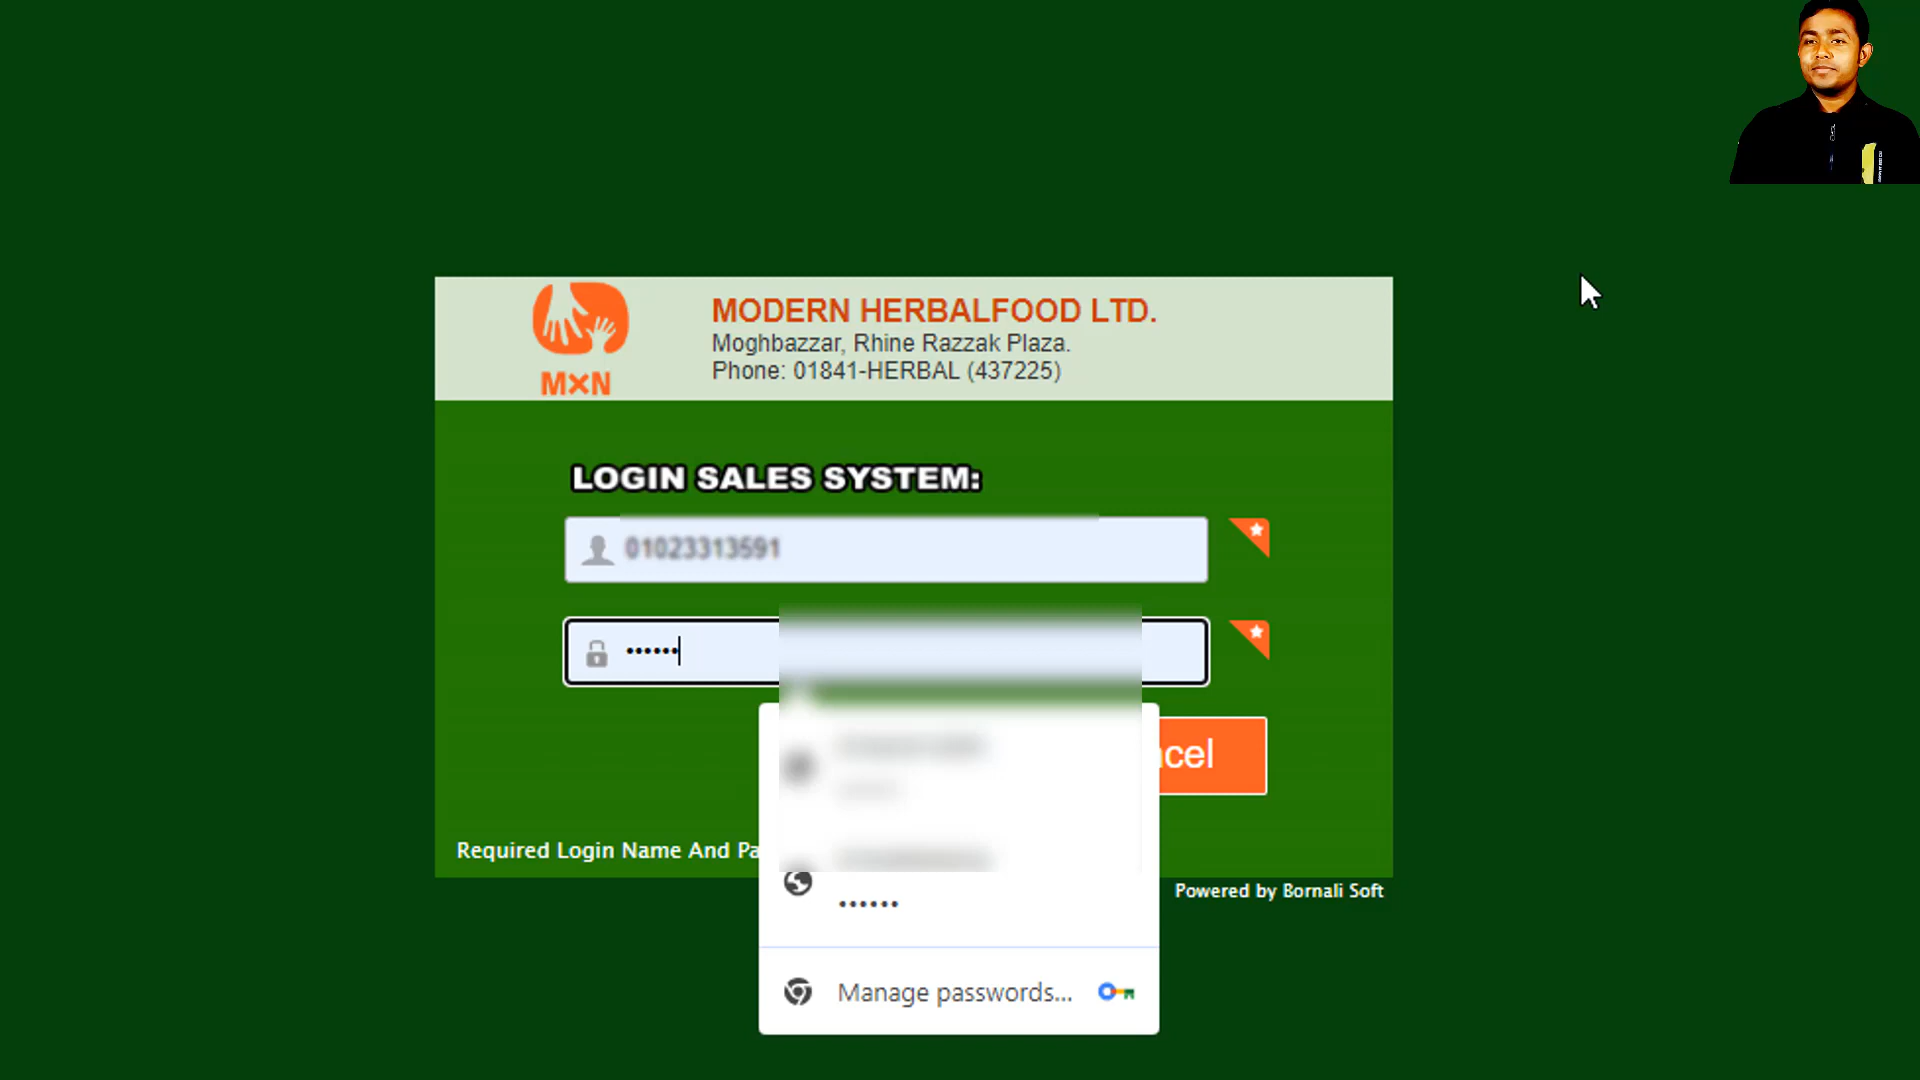 MODERN HERBALFOOD LTD.
Moghbazzar, Rhine Razzak Plaza.
Phone: 01841-HERBAL (437225)
M×N
LOGIN SALES SYSTEM:
••••••
ncel
Required Login Name And Pa
Powered by Bornali Soft
••••••
Manage passwords...